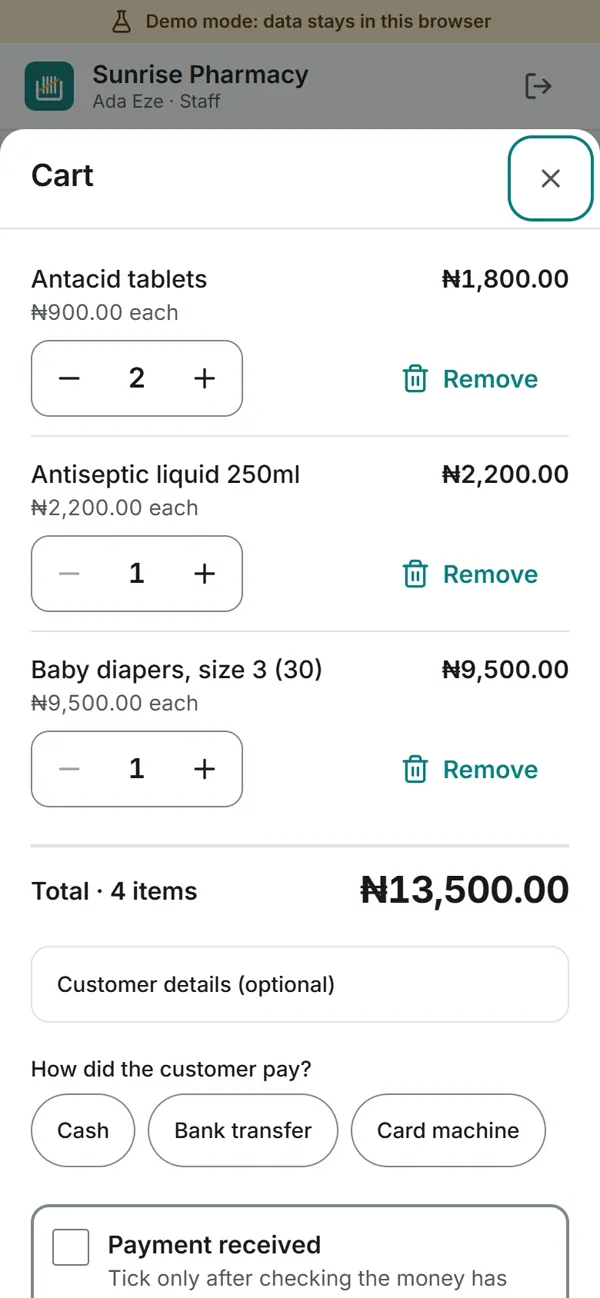 Demo mode: data stays in this browser
Sunrise Pharmacy
Ada Eze · Staff
Cart
Antacid tablets ₦1,800.00
₦900.00 each
2 Remove
Antiseptic liquid 250ml ₦2,200.00
₦2,200.00 each
1 Remove
Baby diapers, size 3 (30) ₦9,500.00
₦9,500.00 each
1 Remove
Total · 4 items ₦13,500.00
Customer details (optional)
How did the customer pay?
Cash Bank transfer Card machine
Payment received
Tick only after checking the money has